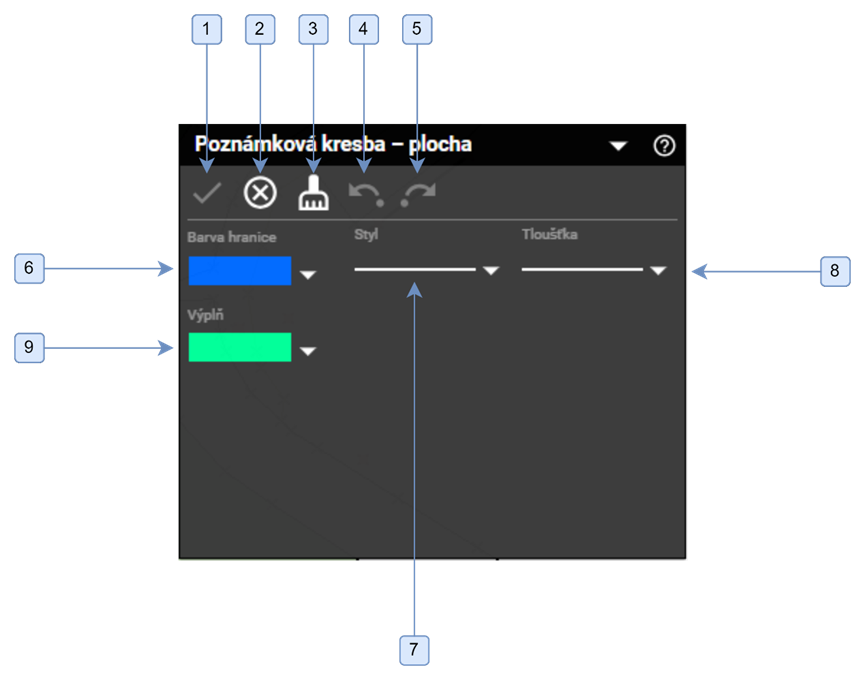 1 2 3 4 5
Poznámková kresba – plocha
Barva hranice Styl Tloušťka
6
8
Výplň
9
7